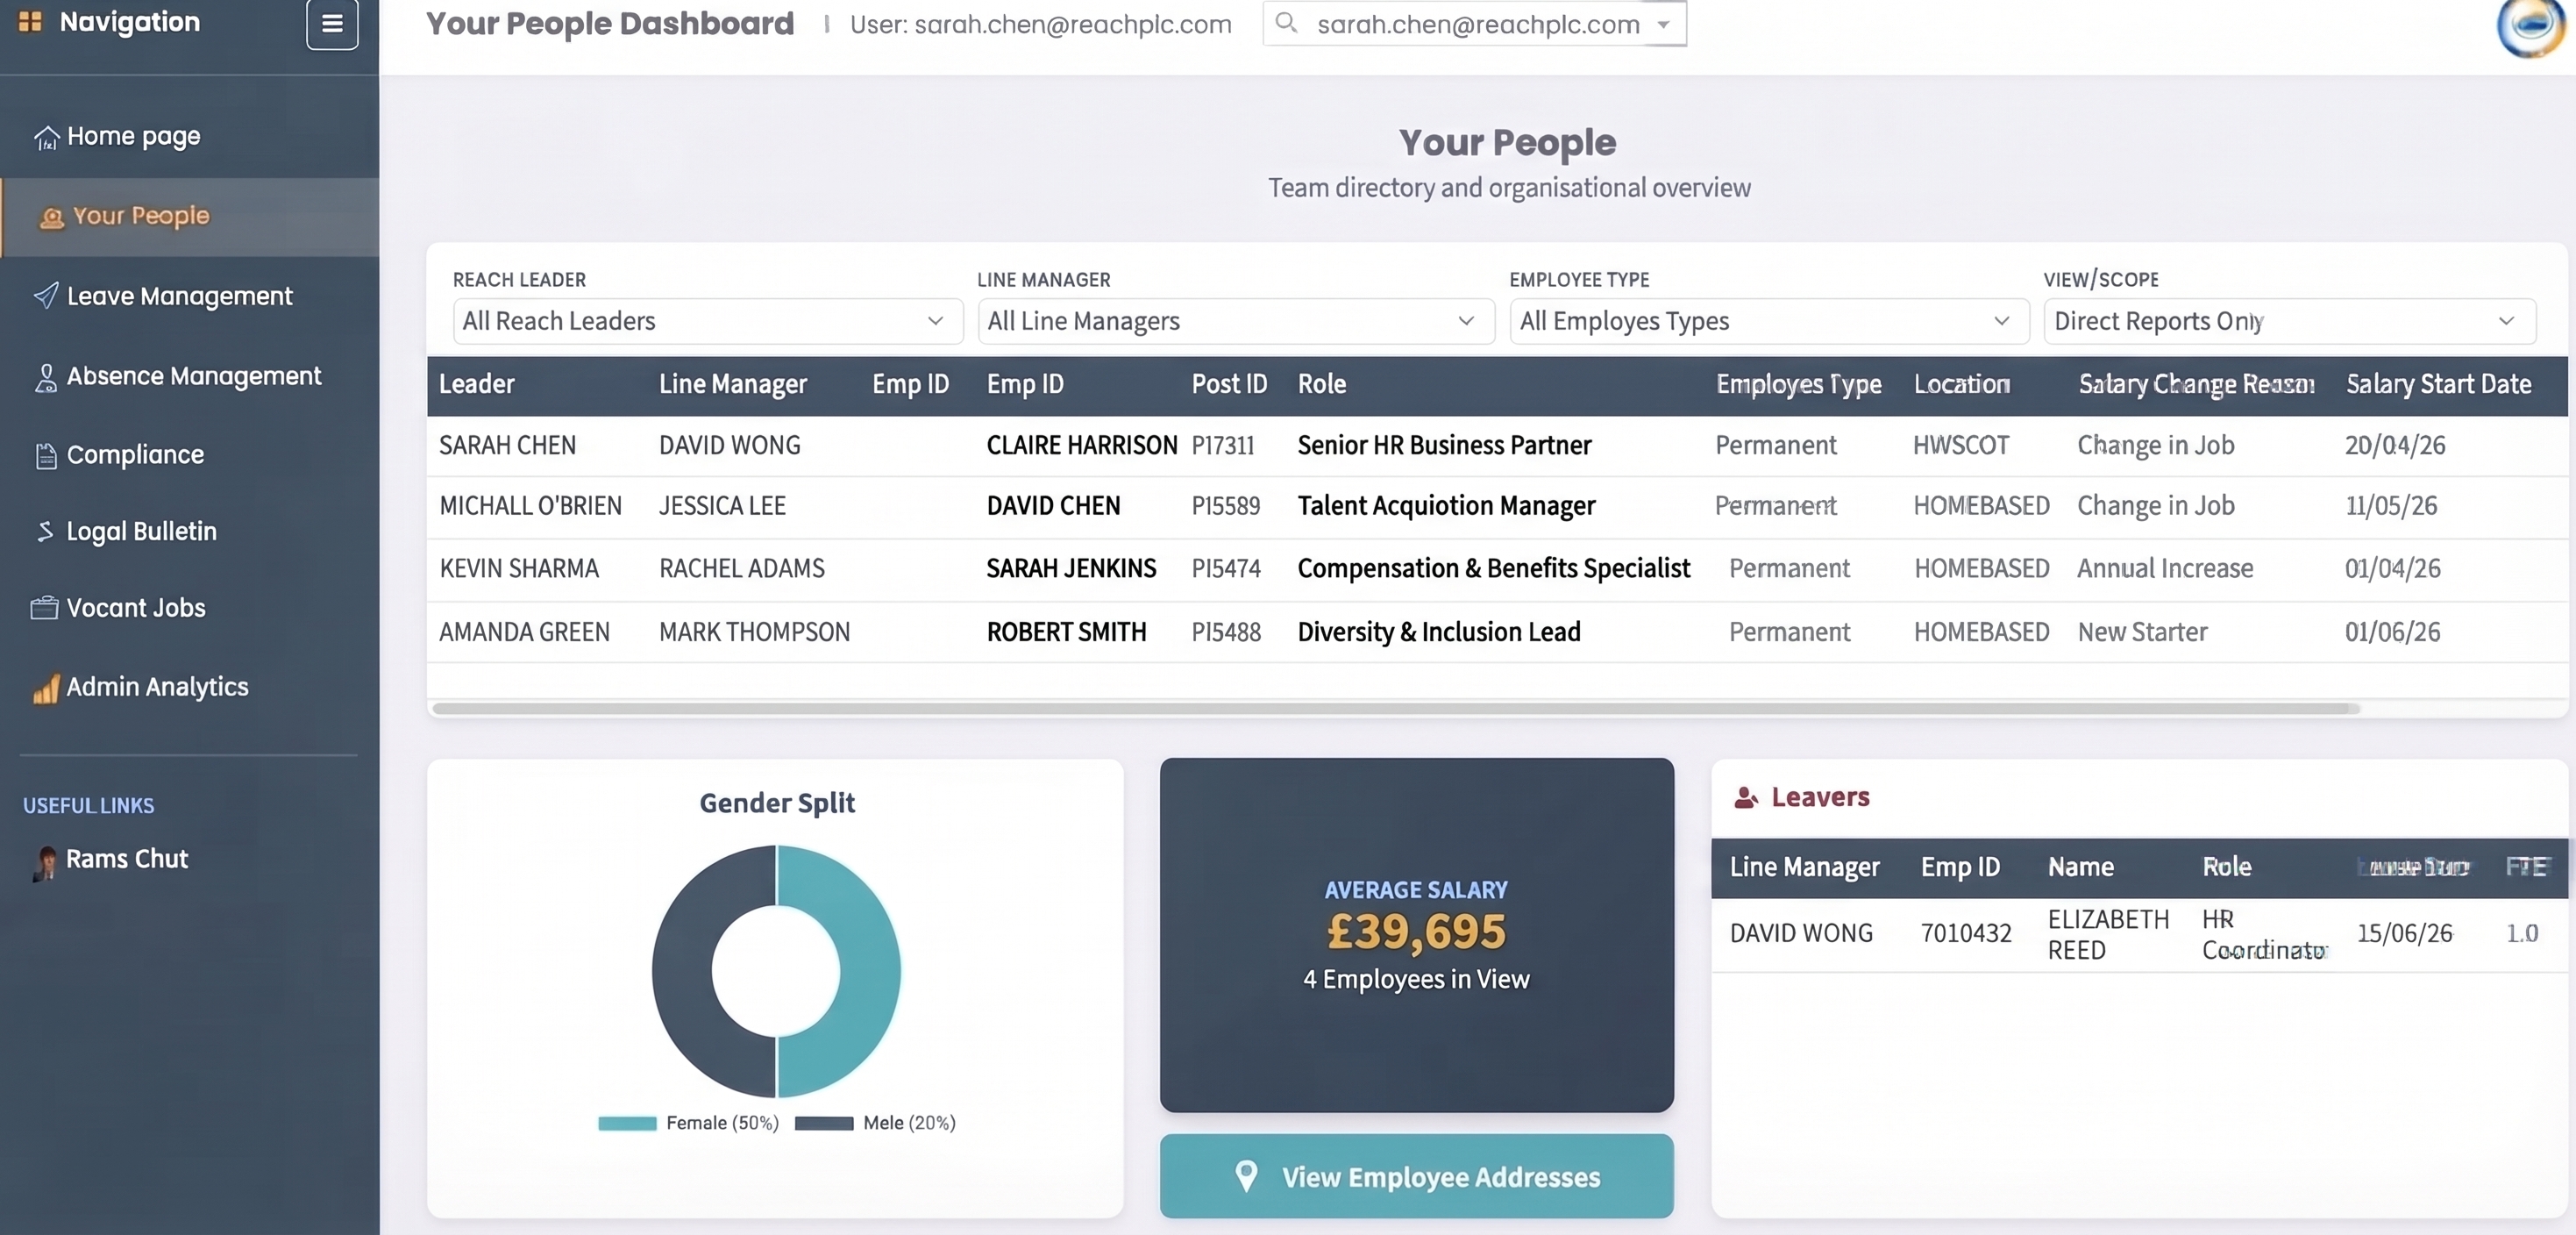 Navigation
Your People Dashboard | User: sarah.chen@reachplc.com
sarah.chen@reachplc.com
Home page
Your People
Leave Management
Absence Management
Compliance
Logal Bulletin
Vocant Jobs
Admin Analytics
USEFUL LINKS
Rams Chut
Your People
Team directory and organisational overview
REACH LEADER LINE MANAGER EMPLOYEE TYPE VIEW/SCOPE
All Reach Leaders All Line Managers All Employes Types Direct Reports Only
Leader Line Manager Emp ID Emp ID Post ID Role Employes Type Location Salary Change Reason Salary Start Date
SARAH CHEN DAVID WONG CLAIRE HARRISON P17311 Senior HR Business Partner Permanent HWSCOT Change in Job 20/04/26
MICHALL O'BRIEN JESSICA LEE DAVID CHEN P15589 Talent Acquiotion Manager Permanent HOMEBASED Change in Job 11/05/26
KEVIN SHARMA RACHEL ADAMS SARAH JENKINS P15474 Compensation & Benefits Specialist Permanent HOMEBASED Annual Increase 01/04/26
AMANDA GREEN MARK THOMPSON ROBERT SMITH P15488 Diversity & Inclusion Lead Permanent HOMEBASED New Starter 01/06/26
Gender Split
Female (50%) Mele (20%)
AVERAGE SALARY
£39,695
4 Employees in View
View Employee Addresses
Leavers
Line Manager Emp ID Name Role FTE
DAVID WONG 7010432 ELIZABETH REED HR Coordinato 15/06/26 1.0